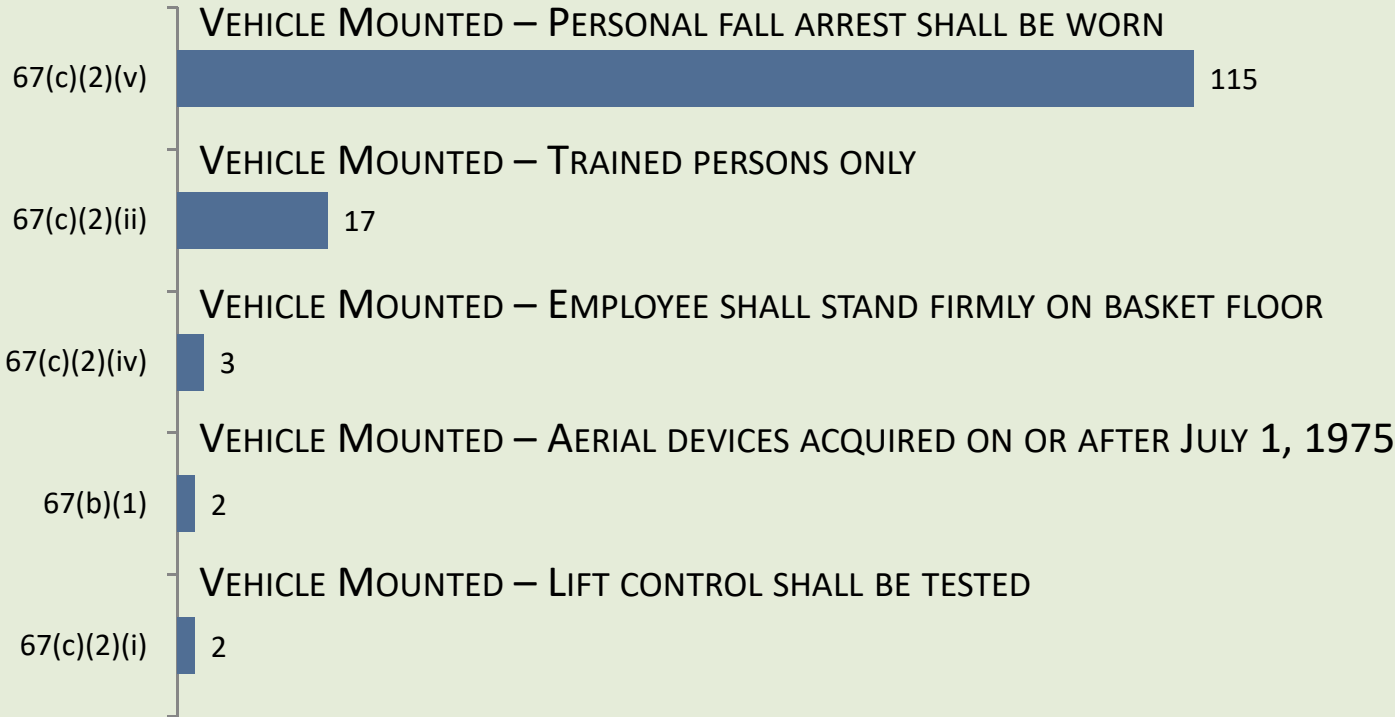 VEHICLE MOUNTED – PERSONAL FALL ARREST SHALL BE WORN
67(c)(2)(v) 115
VEHICLE MOUNTED – TRAINED PERSONS ONLY
67(c)(2)(ii) 17
VEHICLE MOUNTED – EMPLOYEE SHALL STAND FIRMLY ON BASKET FLOOR
67(c)(2)(iv) 3
VEHICLE MOUNTED – AERIAL DEVICES ACQUIRED ON OR AFTER JULY 1, 1975
67(b)(1) 2
VEHICLE MOUNTED – LIFT CONTROL SHALL BE TESTED
67(c)(2)(i) 2